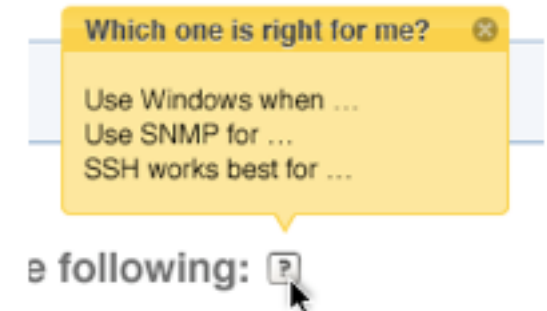 Which one is right for me?
Use Windows when ...
Use SNMP for ...
SSH works best for ...
e following: ?